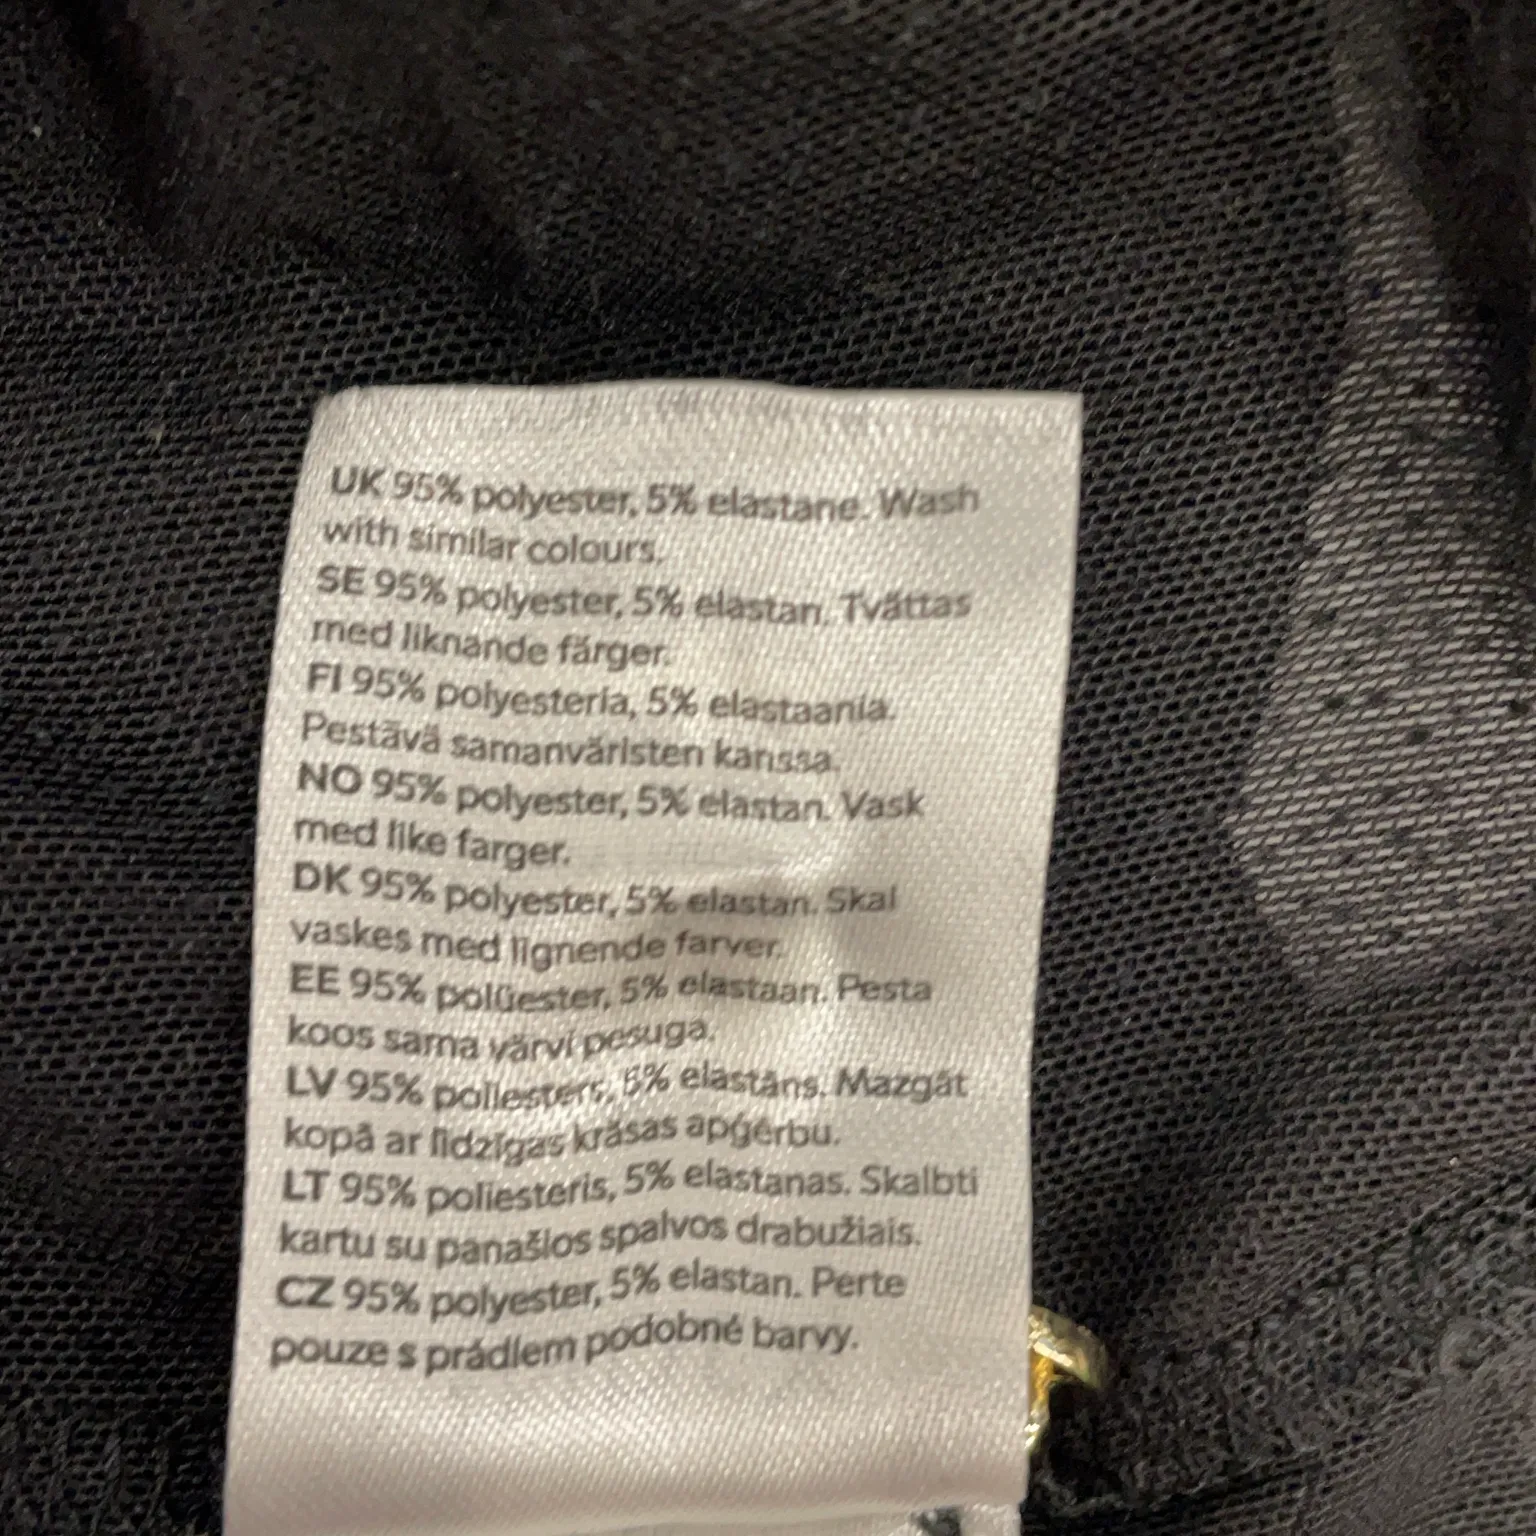 UK 95% polyester, 5% elastane. Wash
with similar colours.
SE 95% polyester, 5% elastan. Tvättas
med liknande färger.
FI 95% polyesteria, 5% elastaania.
Pestävä samanväristen kanssa.
NO 95% polyester, 5% elastan. Vask
med like farger.
DK 95% polyester, 5% elastan. Skal
vaskes med lignende farver.
EE 95% polüester, 5% elastaan. Pesta
koos sama värvi pesuga.
LV 95% poliesters, 5% elastāns. Mazgāt
kopā ar līdzīgas krāsas apģērbu.
LT 95% poliesteris, 5% elastanas. Skalbti
kartu su panašios spalvos drabužiais.
CZ 95% polyester, 5% elastan. Perte
pouze s prádlem podobné barvy.